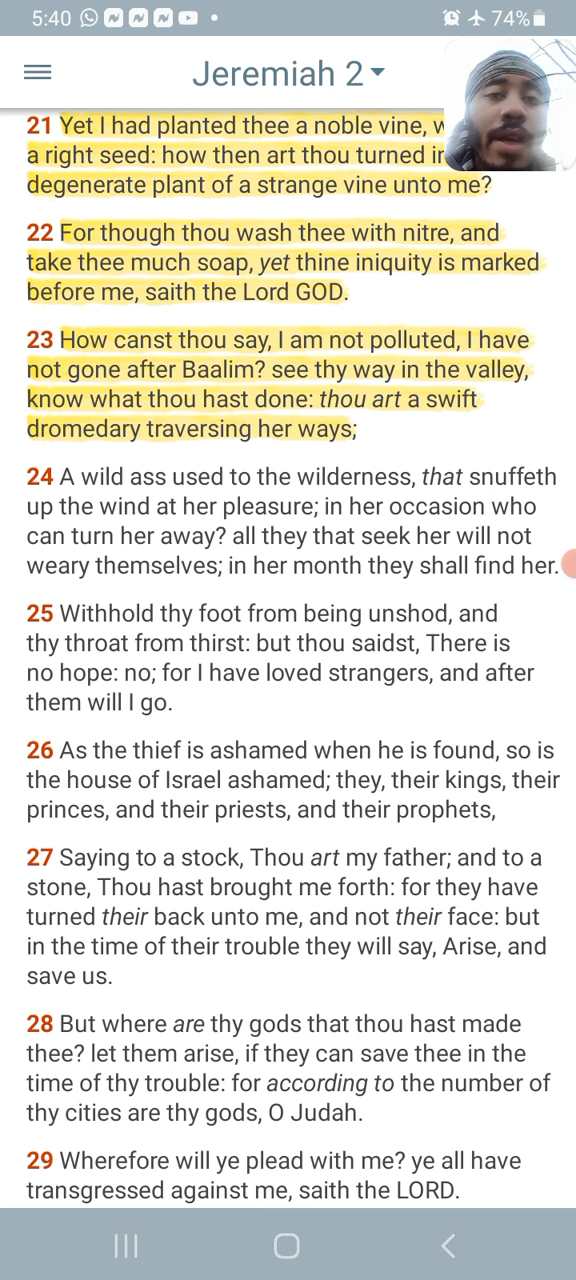 5:40 74%
Jeremiah 2
21 Yet I had planted thee a noble vine,
a right seed: how then art thou turned
degenerate plant of a strange vine unto me?
22 For though thou wash thee with nitre, and
take thee much soap, yet thine iniquity is marked
before me, saith the Lord GOD.
23 How canst thou say, I am not polluted, I have
not gone after Baalim? see thy way in the valley,
know what thou hast done: thou art a swift
dromedary traversing her ways;
24 A wild ass used to the wilderness, that snuffeth
up the wind at her pleasure; in her occasion who
can turn her away? all they that seek her will not
weary themselves; in her month they shall find her.
25 Withhold thy foot from being unshod, and
thy throat from thirst: but thou saidst, There is
no hope: no; for I have loved strangers, and after
them will I go.
26 As the thief is ashamed when he is found, so is
the house of Israel ashamed; they, their kings, their
princes, and their priests, and their prophets,
27 Saying to a stock, Thou art my father; and to a
stone, Thou hast brought me forth: for they have
turned their back unto me, and not their face: but
in the time of their trouble they will say, Arise, and
save us.
28 But where are thy gods that thou hast made
thee? let them arise, if they can save thee in the
time of thy trouble: for according to the number of
thy cities are thy gods, O Judah.
29 Wherefore will ye plead with me? ye all have
transgressed against me, saith the LORD.